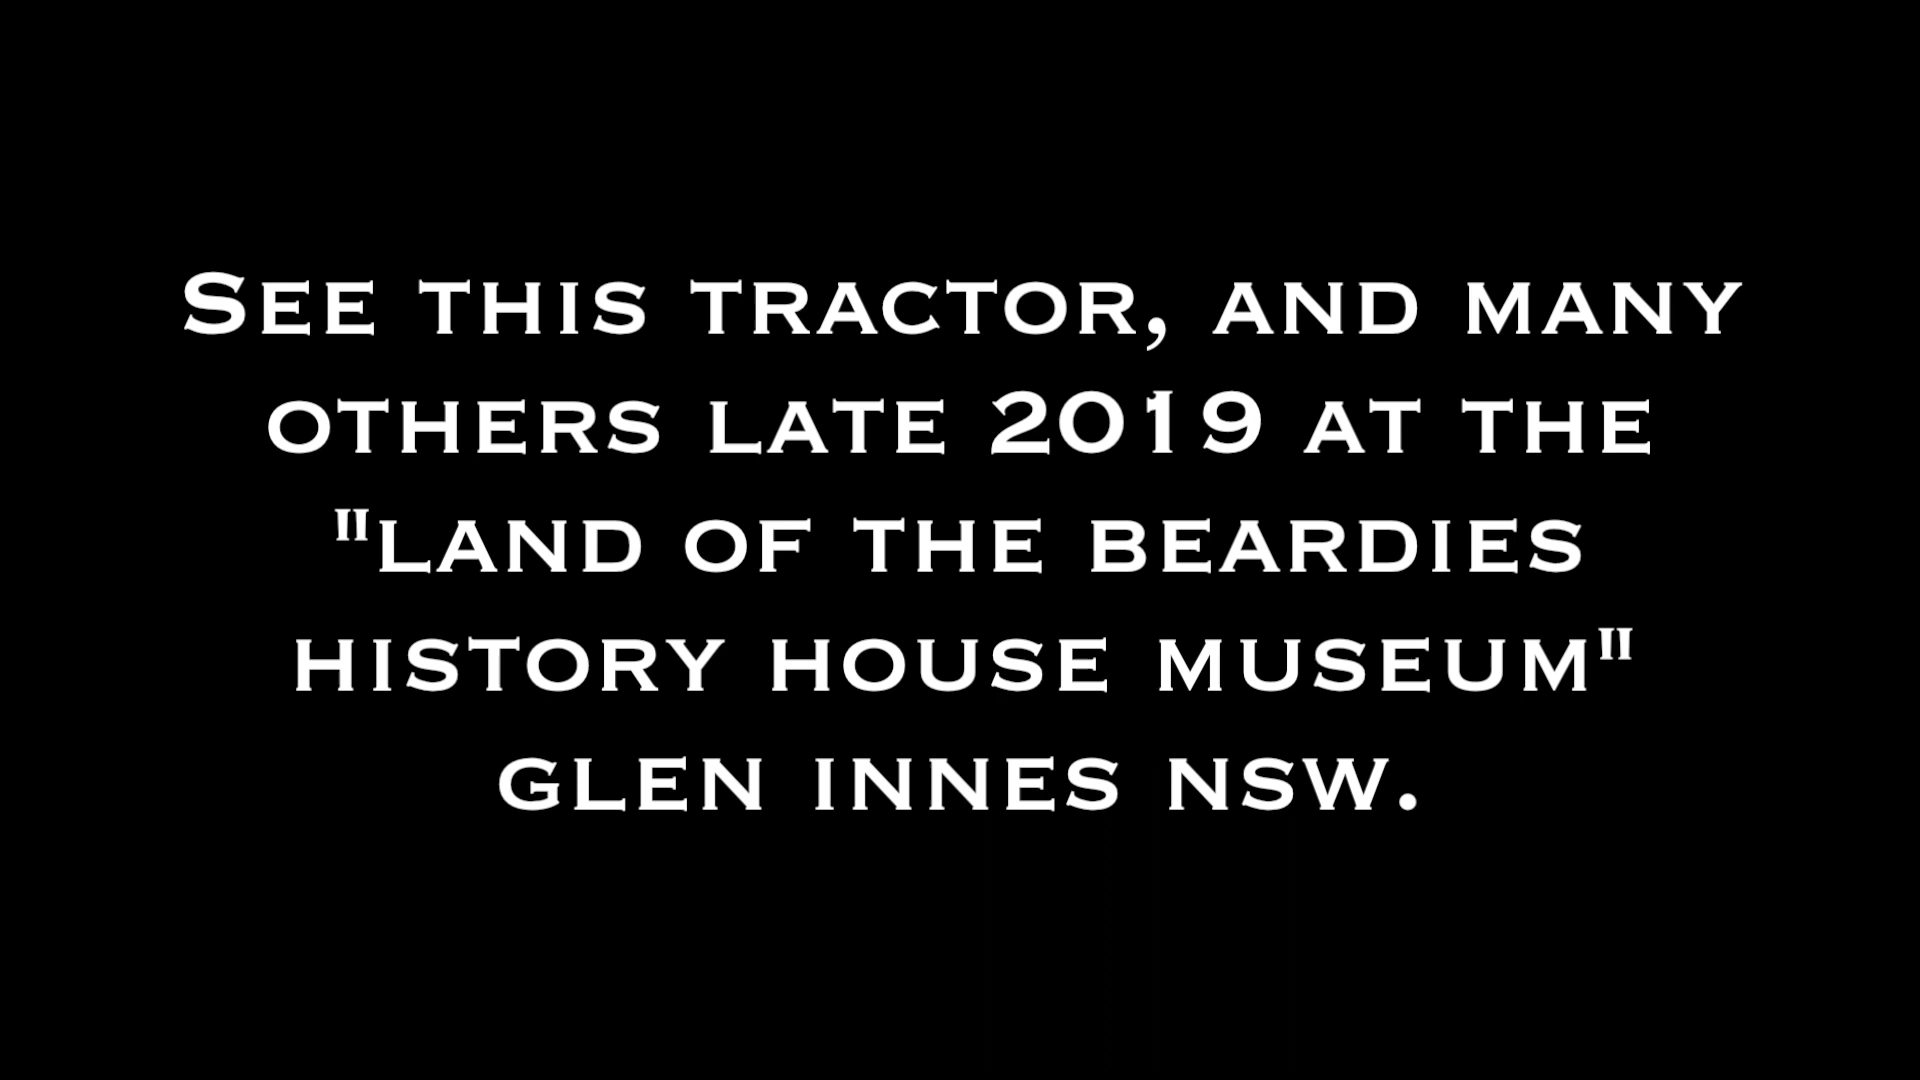 See this tractor, and many
others late 2019 at the
"land of the beardies
history house museum"
glen innes nsw.